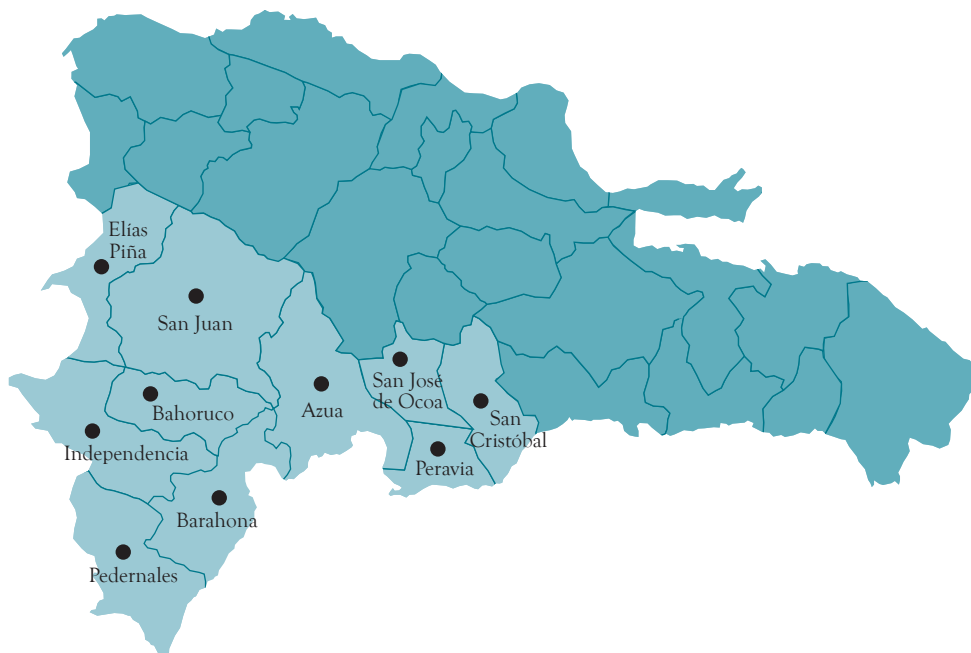 Elías
Piña
San Juan
San José
de Ocoa
Bahoruco
Azua
San
Cristóbal
Independencia
Peravia
Barahona
Pedernales